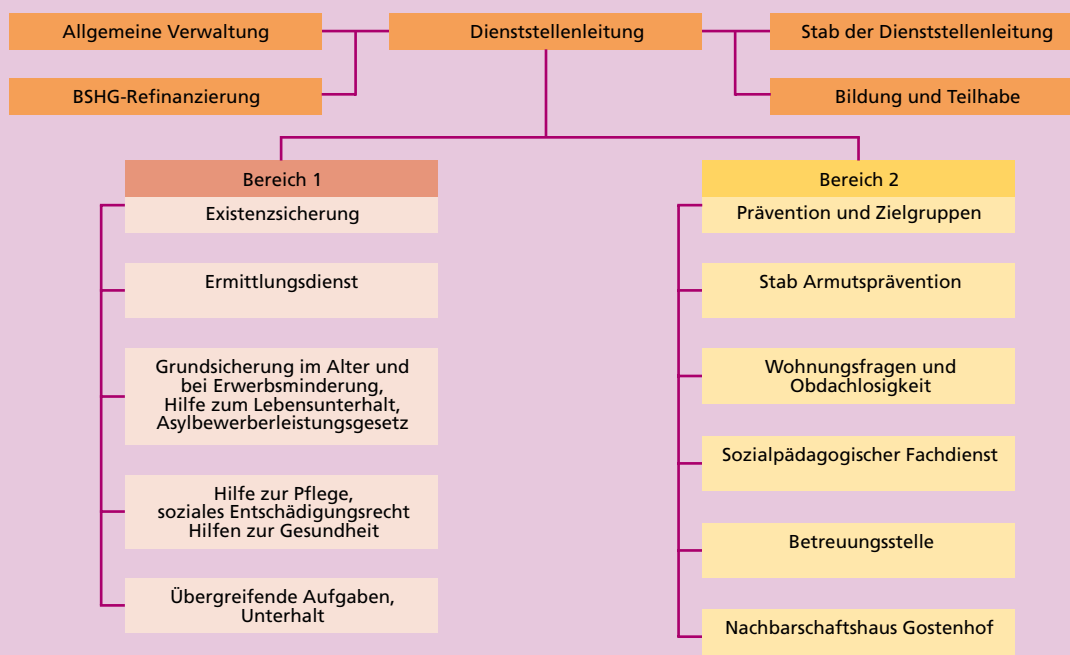 Allgemeine Verwaltung
Dienststellenleitung
Stab der Dienststellenleitung
BSHG-Refinanzierung
Bildung und Teilhabe
Bereich 1
Existenzsicherung
Ermittlungsdienst
Grundsicherung im Alter und
bei Erwerbsminderung,
Hilfe zum Lebensunterhalt,
Asylbewerberleistungsgesetz
Hilfe zur Pflege,
soziales Entschädigungsrecht
Hilfen zur Gesundheit
Übergreifende Aufgaben,
Unterhalt
Bereich 2
Prävention und Zielgruppen
Stab Armutsprävention
Wohnungsfragen und
Obdachlosigkeit
Sozialpädagogischer Fachdienst
Betreuungsstelle
Nachbarschaftshaus Gostenhof